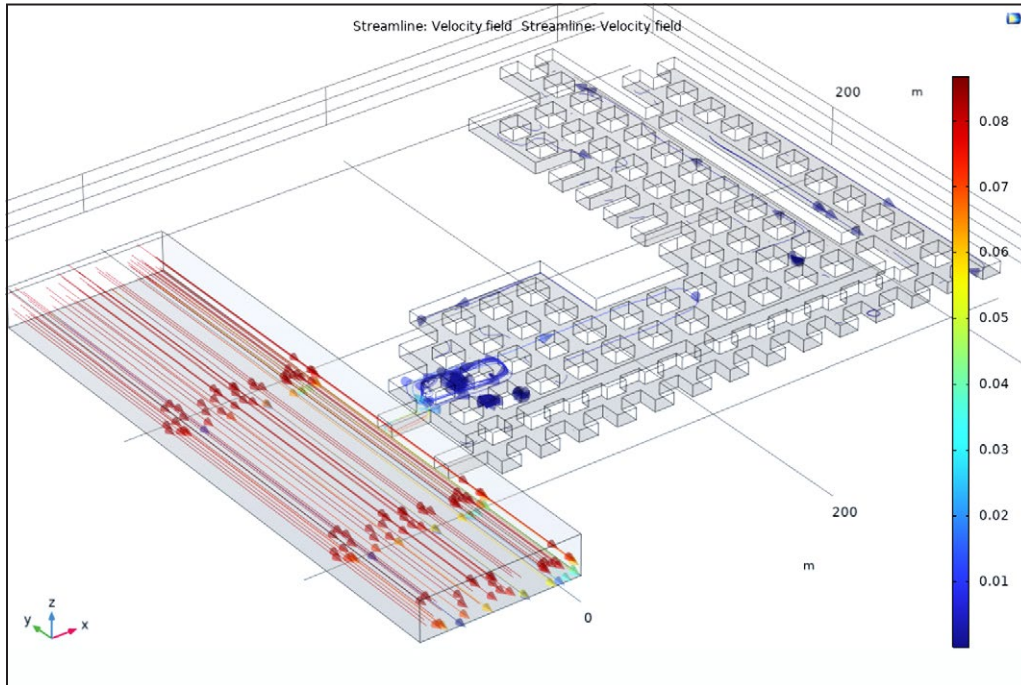 Streamline: Velocity field Streamline: Velocity field
200 m
0.08
0.07
0.06
0.05
0.04
0.03
0.02
0.01
200
m
0
z
y x